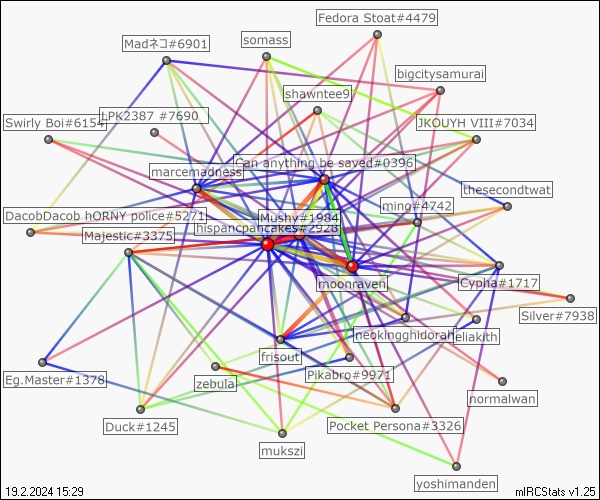 Fedora Stoat#4479
Madネコ#6901
somass
bigcitysamurai
shawntee9
Swirly Boi#6154
LPK2387 #7690
JKOUYH VIII#7034
Can anything be saved#0396
marcemadness
thesecondtwat
ming#4742
DacobDacob hORNY police#5271
Mushy#1984
hispancpancakes#2928
Majestic#3375
moonraven
Cypha#1717
Silver#7938
neokingghidorah
eliakith
frisout
Pikabro#9971
Eg.Master#1378
zebula
normalwan
Duck#1245
Pocket Persona#3326
mukszi
yoshimanden
19.2.2024 15:29
mIRCStats v1.25